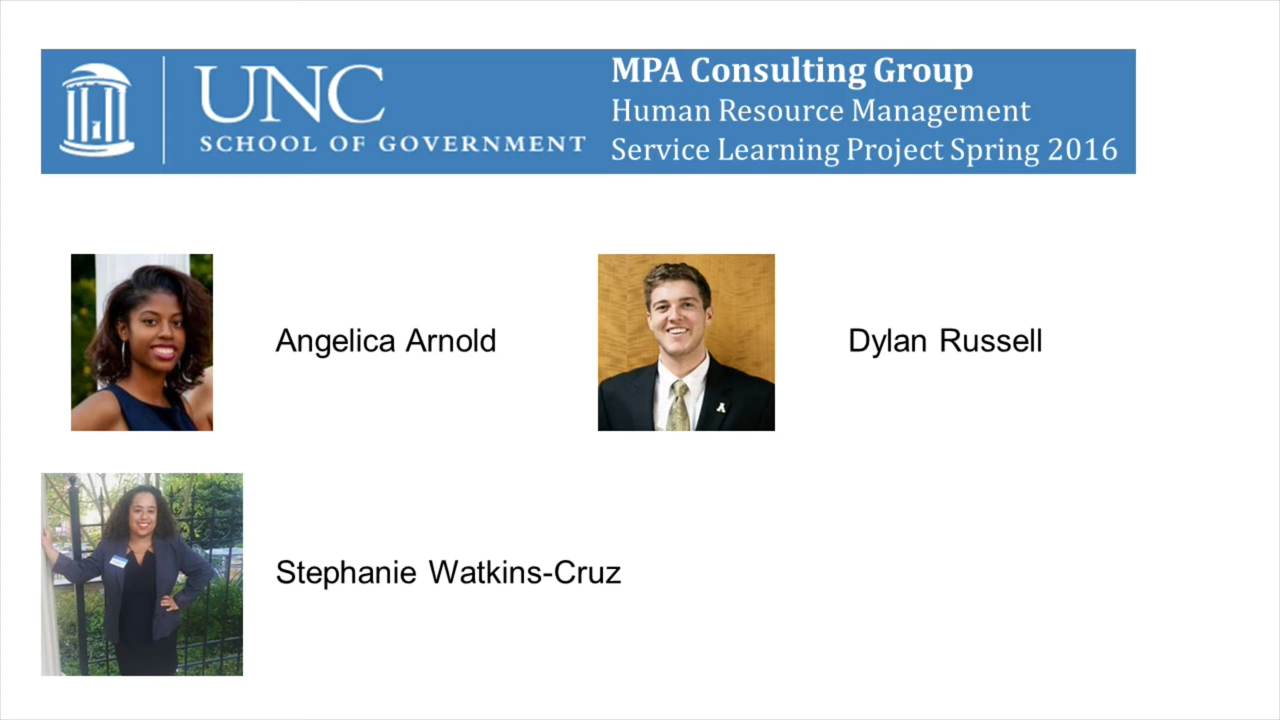 UNC
SCHOOL OF GOVERNMENT
MPA Consulting Group
Human Resource Management
Service Learning Project Spring 2016
Angelica Arnold
Dylan Russell
Stephanie Watkins-Cruz